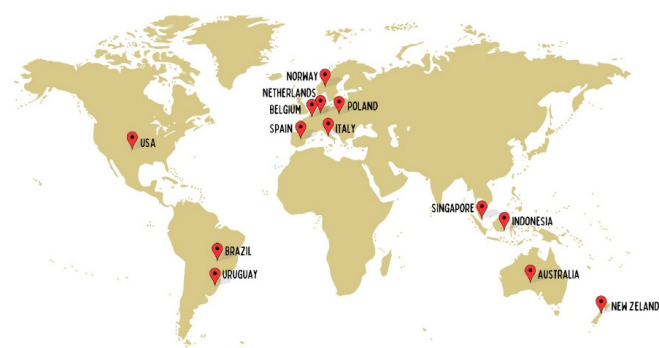 NORWAY
NETHERLANDS
BELGIUM
POLAND
SPAIN
ITALY
USA
SINGAPORE
INDONESIA
BRAZIL
URUGUAY
AUSTRALIA
NEW ZELAND